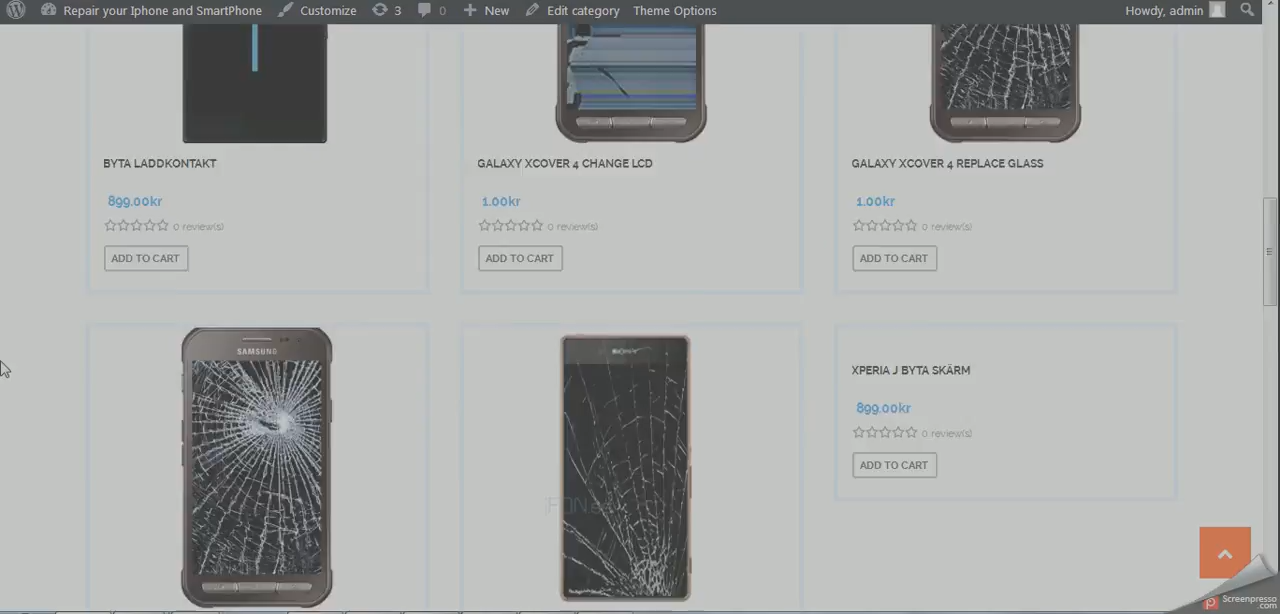 Repair your Iphone and SmartPhone Customize 3 0 New Edit category Theme Options Howdy, admin
BYTA LADDKONTAKT
899.00kr
0 review(s)
ADD TO CART
GALAXY XCOVER 4 CHANGE LCD
1.00kr
0 review(s)
ADD TO CART
GALAXY XCOVER 4 REPLACE GLASS
1.00kr
0 review(s)
ADD TO CART
SAMSUNG
SONY
XPERIA J BYTA SKÄRM
899.00kr
0 review(s)
ADD TO CART
Screenpresso
.com